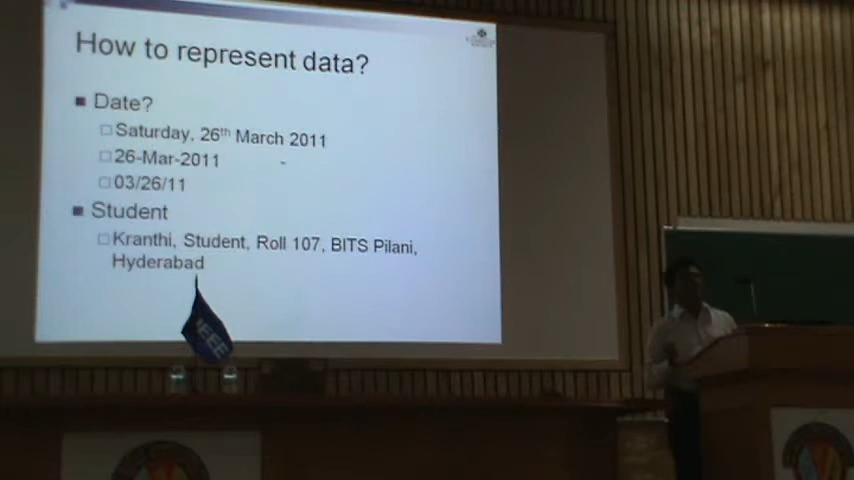 How to represent data?
Date?
Saturday, 26th March 2011
26-Mar-2011
03/26/11
Student
Kranthi, Student, Roll 107, BITS Pilani,
Hyderabad
IEEE